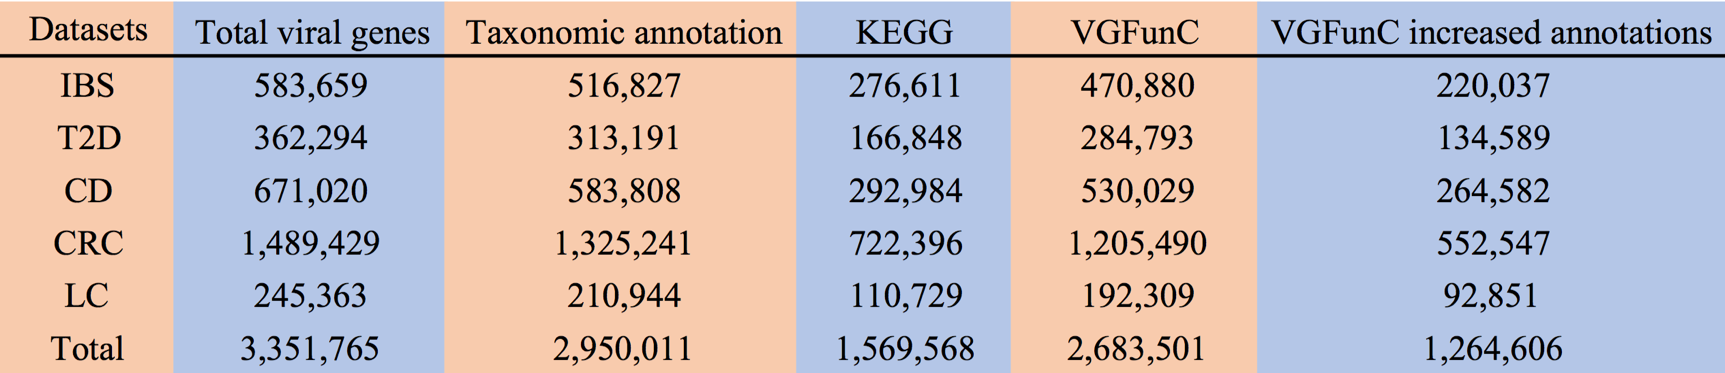 Datasets Total viral genes Taxonomic annotation KEGG VGFunC VGFunC increased annotations
IBS 583,659 516,827 276,611 470,880 220,037
T2D 362,294 313,191 166,848 284,793 134,589
CD 671,020 583,808 292,984 530,029 264,582
CRC 1,489,429 1,325,241 722,396 1,205,490 552,547
LC 245,363 210,944 110,729 192,309 92,851
Total 3,351,765 2,950,011 1,569,568 2,683,501 1,264,606